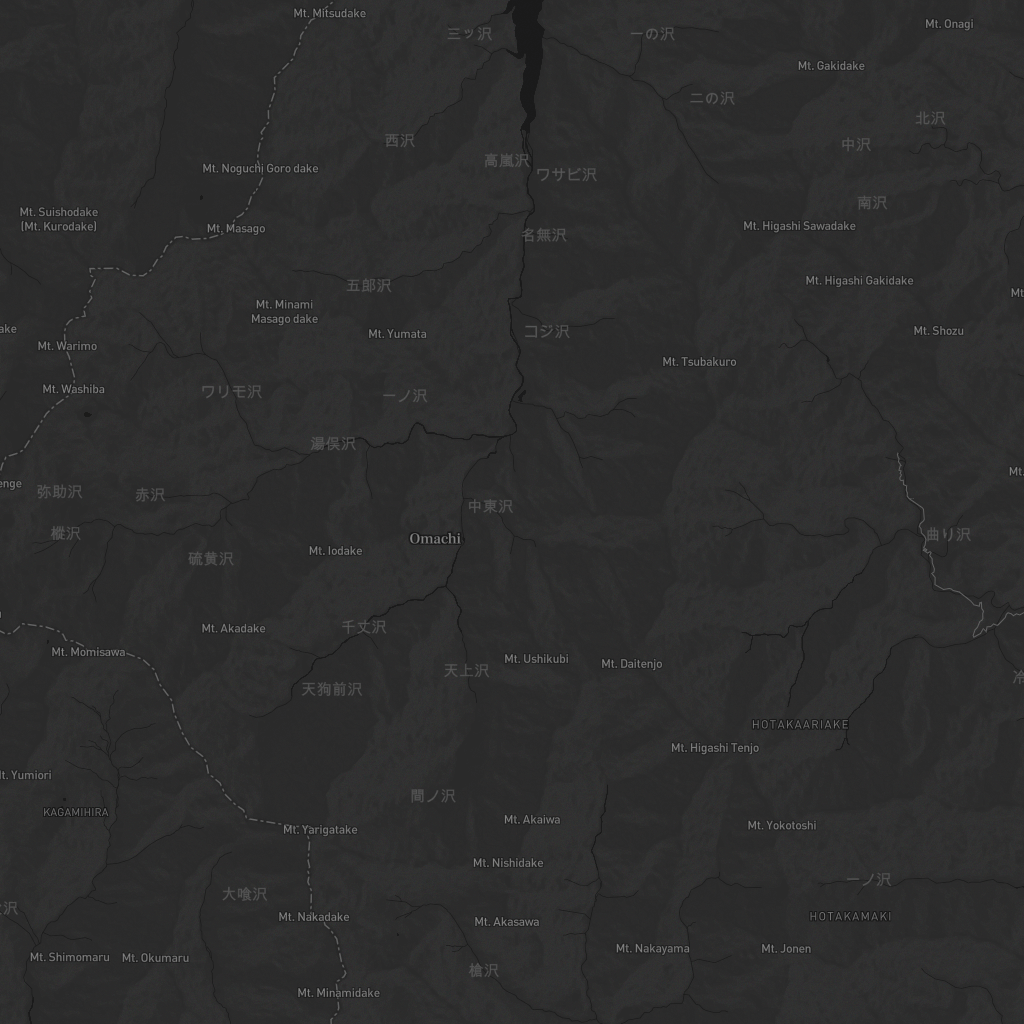 Mt. Mitsudake
三ッ沢
一の沢
Mt. Onagi
Mt. Gakidake
二の沢
北沢
西沢
中沢
高嵐沢
Mt. Noguchi Goro dake
ワサビ沢
南沢
Mt. Suishodake
(Mt. Kurodake)
Mt. Masago
Mt. Higashi Sawadake
名無沢
Mt. Higashi Gakidake
五郎沢
Mt. Minami
Masago dake
コジ沢
Mt. Shozu
Mt. Yumata
Mt. Warimo
Mt. Tsubakuro
Mt. Washiba
ワリモ沢
一ノ沢
湯俣沢
弥助沢
赤沢
中東沢
樅沢
曲り沢
Omachi
Mt. Iodake
硫黄沢
Mt. Akadake
千丈沢
Mt. Momisawa
Mt. Ushikubi
Mt. Daitenjo
天上沢
天狗前沢
HOTAKAARIAKE
Mt. Higashi Tenjo
間ノ沢
KAGAMIHIRA
Mt. Akaiwa
Mt. Yokotoshi
Mt. Yarigatake
Mt. Nishidake
一ノ沢
大喰沢
Mt. Nakadake
Mt. Akasawa
HOTAKAMAKI
Mt. Nakayama
Mt. Jonen
Mt. Shimomaru
Mt. Okumaru
槍沢
Mt. Minamidake